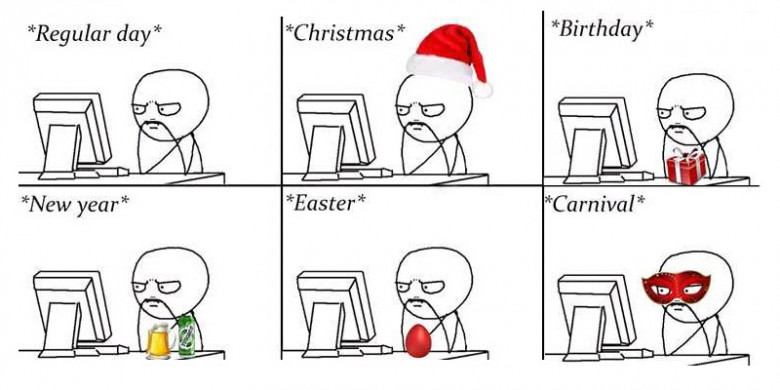 *Regular day*
*Christmas*
*Birthday*
*New year*
*Easter*
*Carnival*